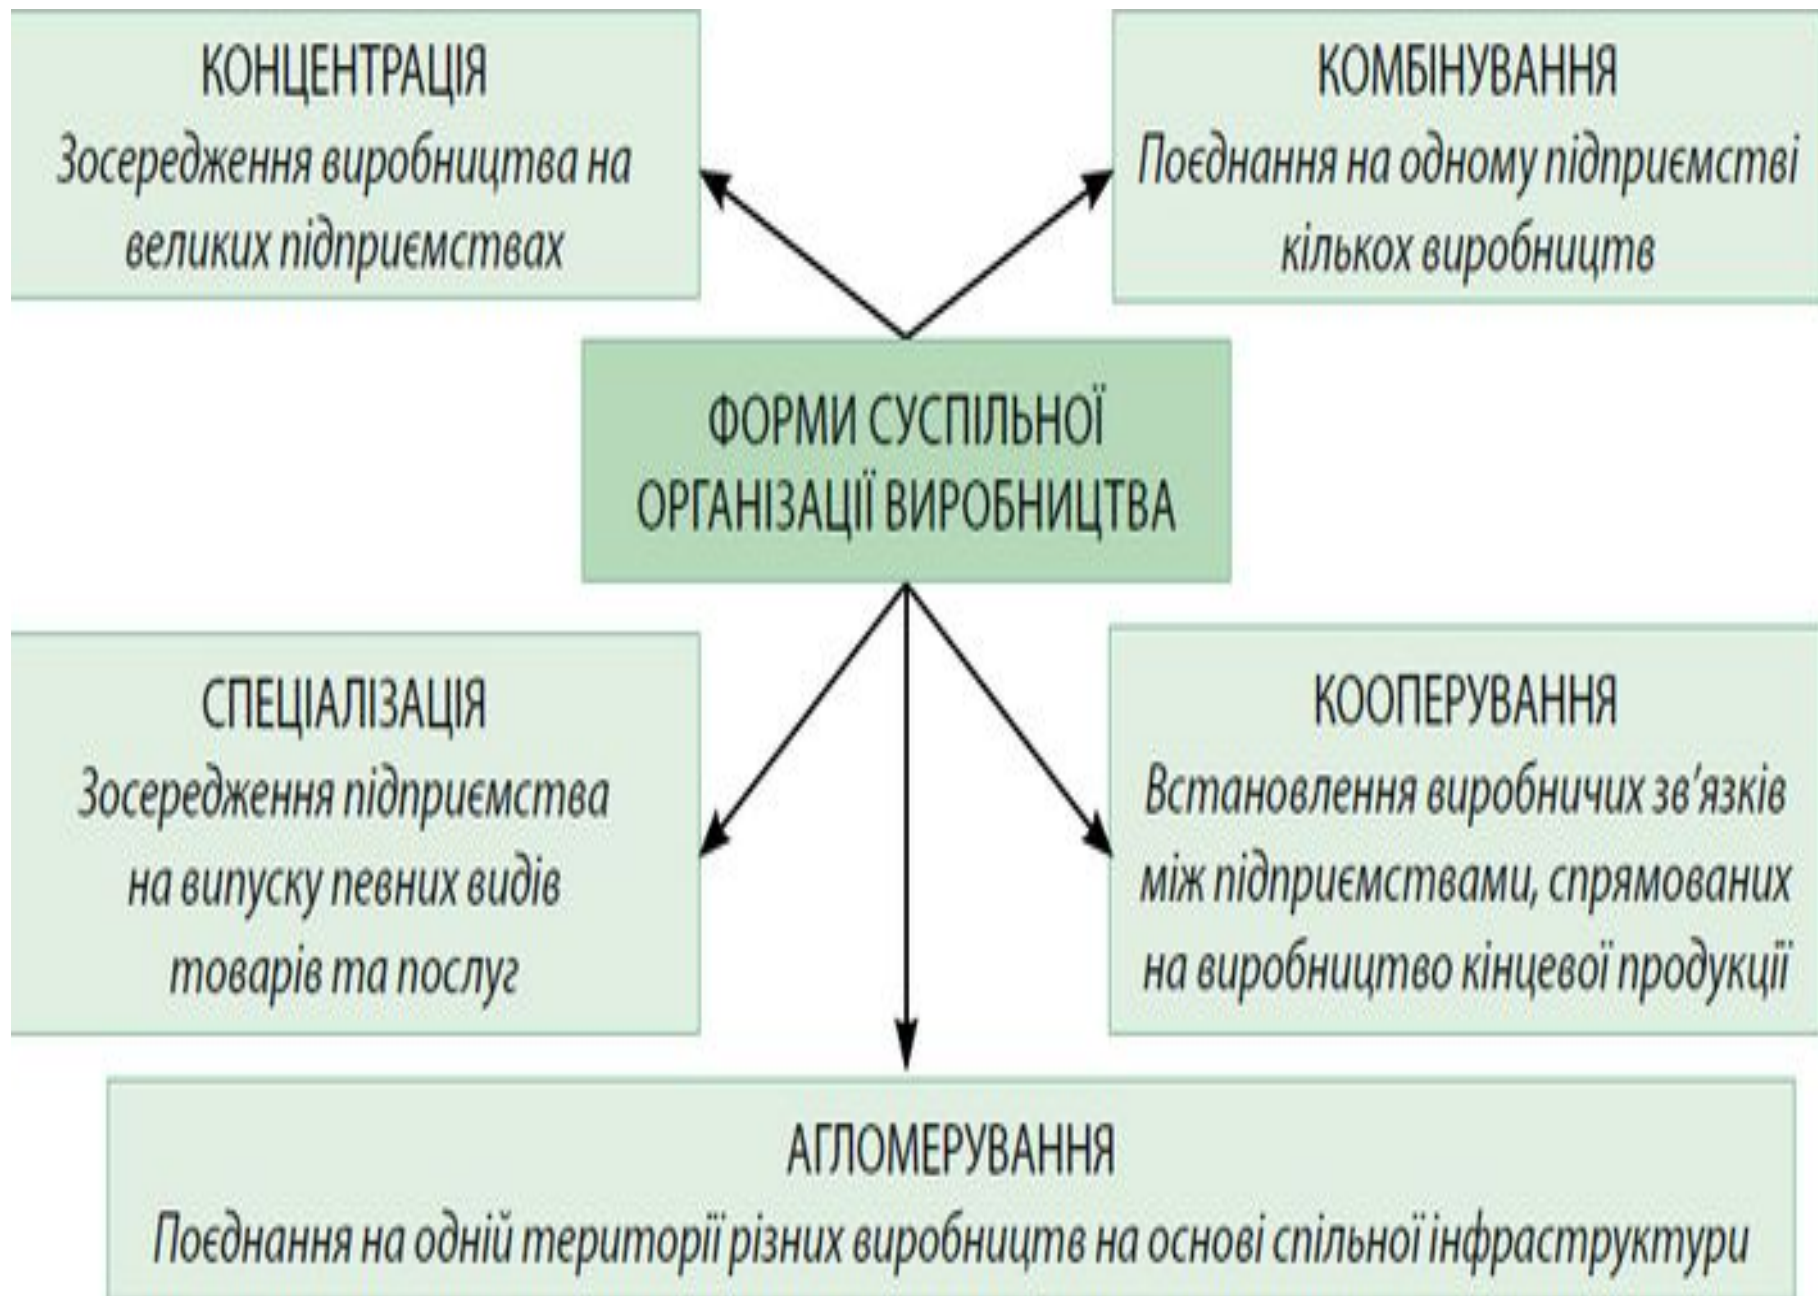 КОНЦЕНТРАЦІЯ
Зосередження виробництва на
великих підприємствах
КОМБІНУВАННЯ
Поєднання на одному підприємстві
кількох виробництв
ФОРМИ СУСПІЛЬНОЇ
ОРГАНІЗАЦІЇ ВИРОБНИЦТВА
СПЕЦІАЛІЗАЦІЯ
Зосередження підприємства
на випуску певних видів
товарів та послуг
КООПЕРУВАННЯ
Встановлення виробничих зв’язків
між підприємствами, спрямованих
на виробництво кінцевої продукції
АГЛОМЕРУВАННЯ
Поєднання на одній території різних виробництв на основі спільної інфраструктури